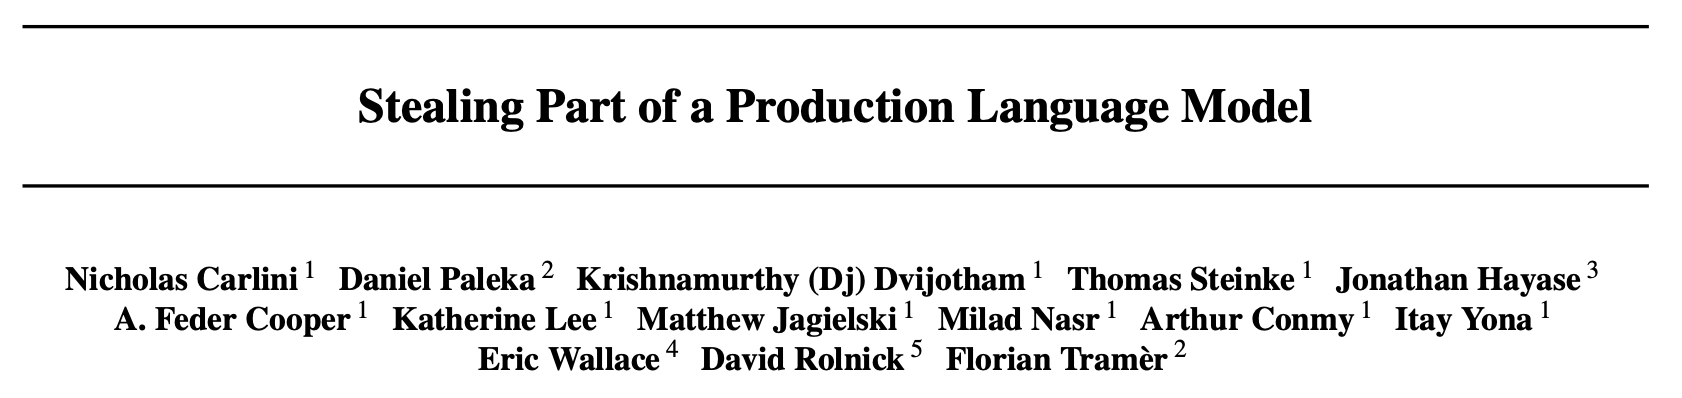 Stealing Part of a Production Language Model
Nicholas Carlini 1 Daniel Paleka 2 Krishnamurthy (Dj) Dvijotham 1 Thomas Steinke 1 Jonathan Hayase 3
A. Feder Cooper 1 Katherine Lee 1 Matthew Jagielski 1 Milad Nasr 1 Arthur Conmy 1 Itay Yona 1
Eric Wallace 4 David Rolnick 5 Florian Tramèr 2